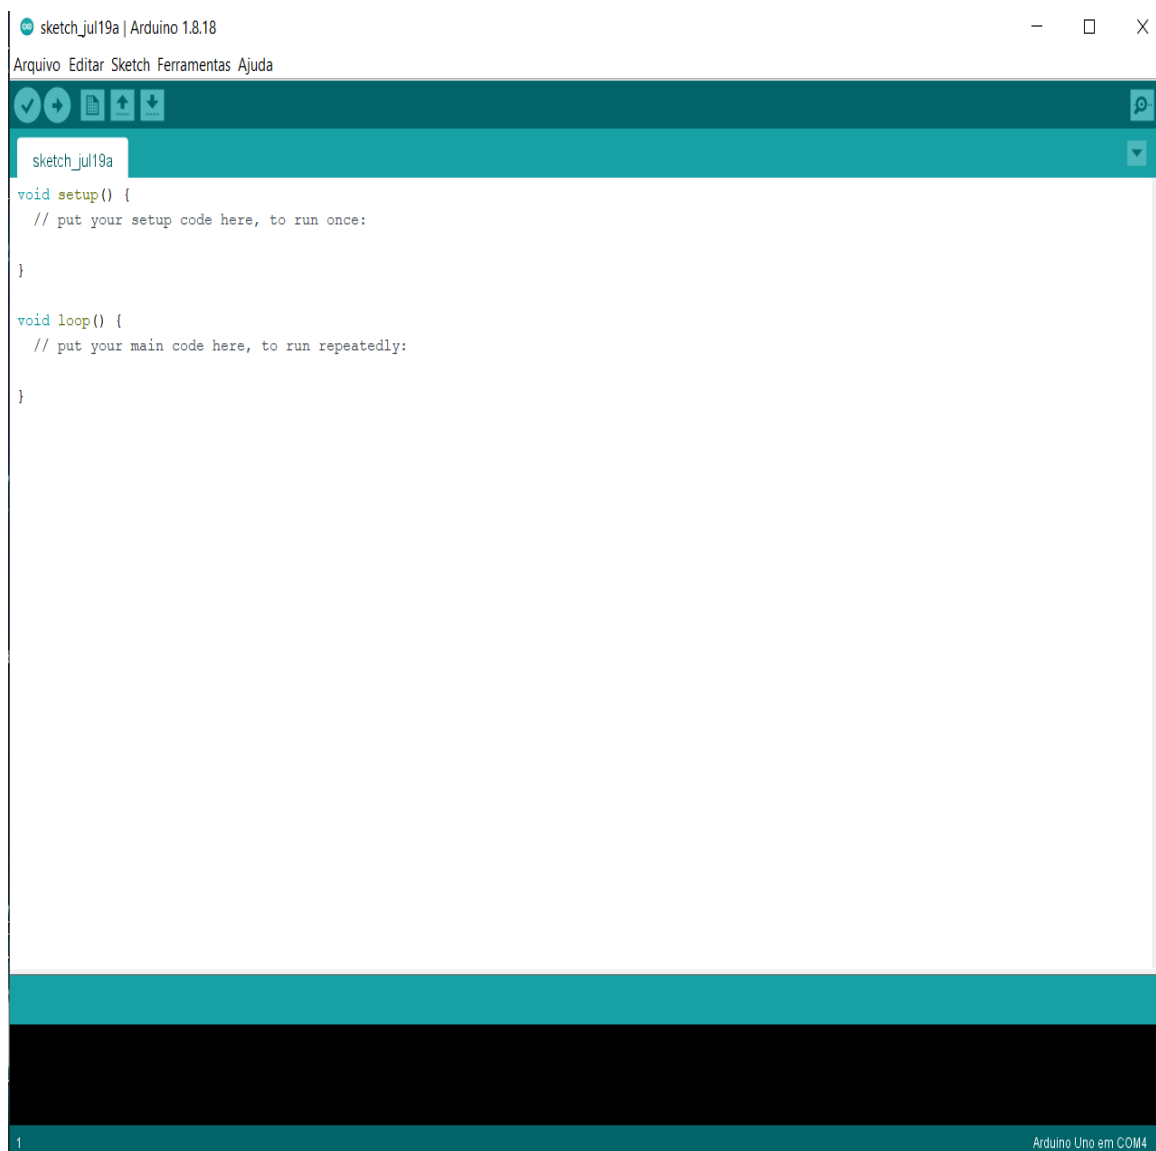 sketch_jul19a | Arduino 1.8.18
Arquivo Editar Sketch Ferramentas Ajuda
sketch_jul19a
void setup() {
  // put your setup code here, to run once:
}
void loop() {
  // put your main code here, to run repeatedly:
}
1
Arduino Uno em COM4